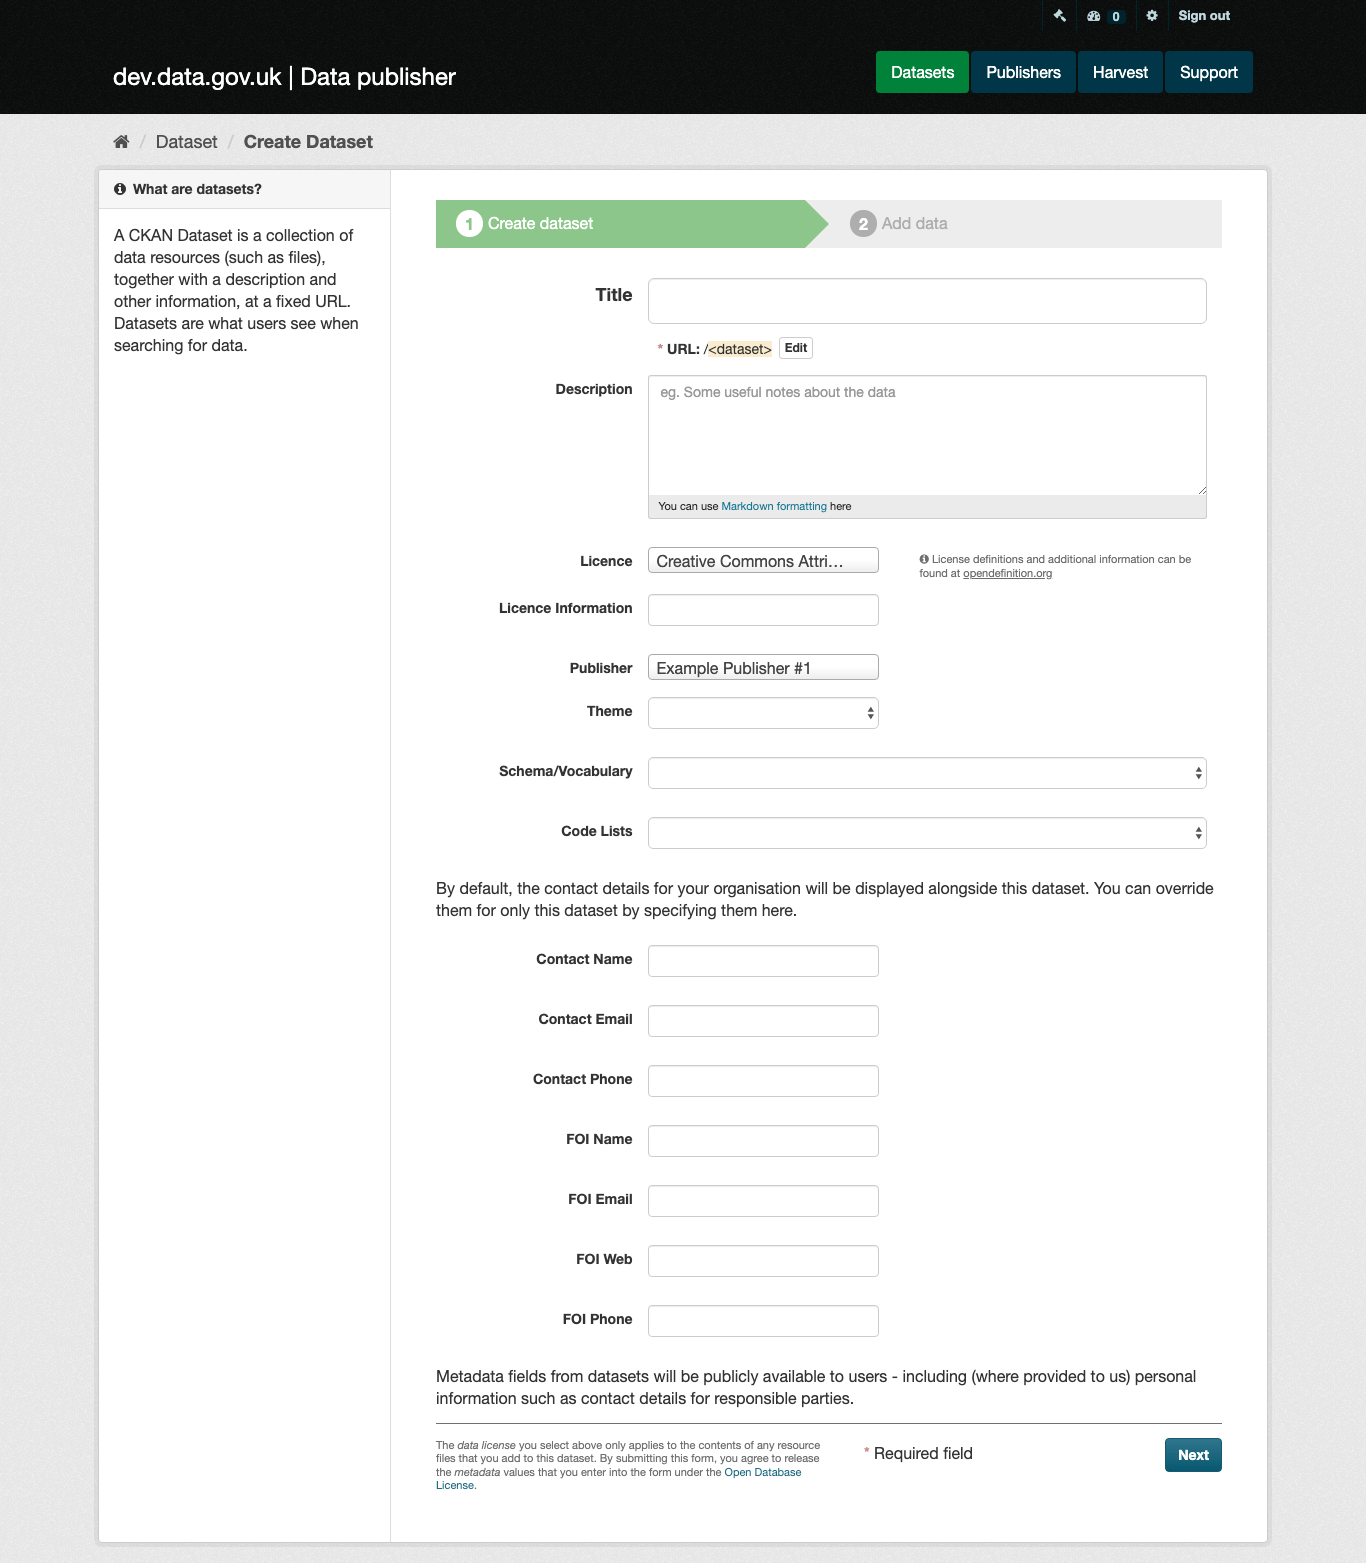 0
Sign out
dev.data.gov.uk | Data publisher
Datasets
Publishers
Harvest
Support
/ Dataset / Create Dataset
What are datasets?
A CKAN Dataset is a collection of
data resources (such as files),
together with a description and
other information, at a fixed URL.
Datasets are what users see when
searching for data.
1 Create dataset
2 Add data
Title
* URL: /<dataset> Edit
Description
eg. Some useful notes about the data
You can use Markdown formatting here
Licence
Creative Commons Attri...
License definitions and additional information can be
found at opendefinition.org
Licence Information
Publisher
Example Publisher #1
Theme
Schema/Vocabulary
Code Lists
By default, the contact details for your organisation will be displayed alongside this dataset. You can override
them for only this dataset by specifying them here.
Contact Name
Contact Email
Contact Phone
FOI Name
FOI Email
FOI Web
FOI Phone
Metadata fields from datasets will be publicly available to users - including (where provided to us) personal
information such as contact details for responsible parties.
The data license you select above only applies to the contents of any resource
files that you add to this dataset. By submitting this form, you agree to release
the metadata values that you enter into the form under the Open Database
License.
* Required field
Next